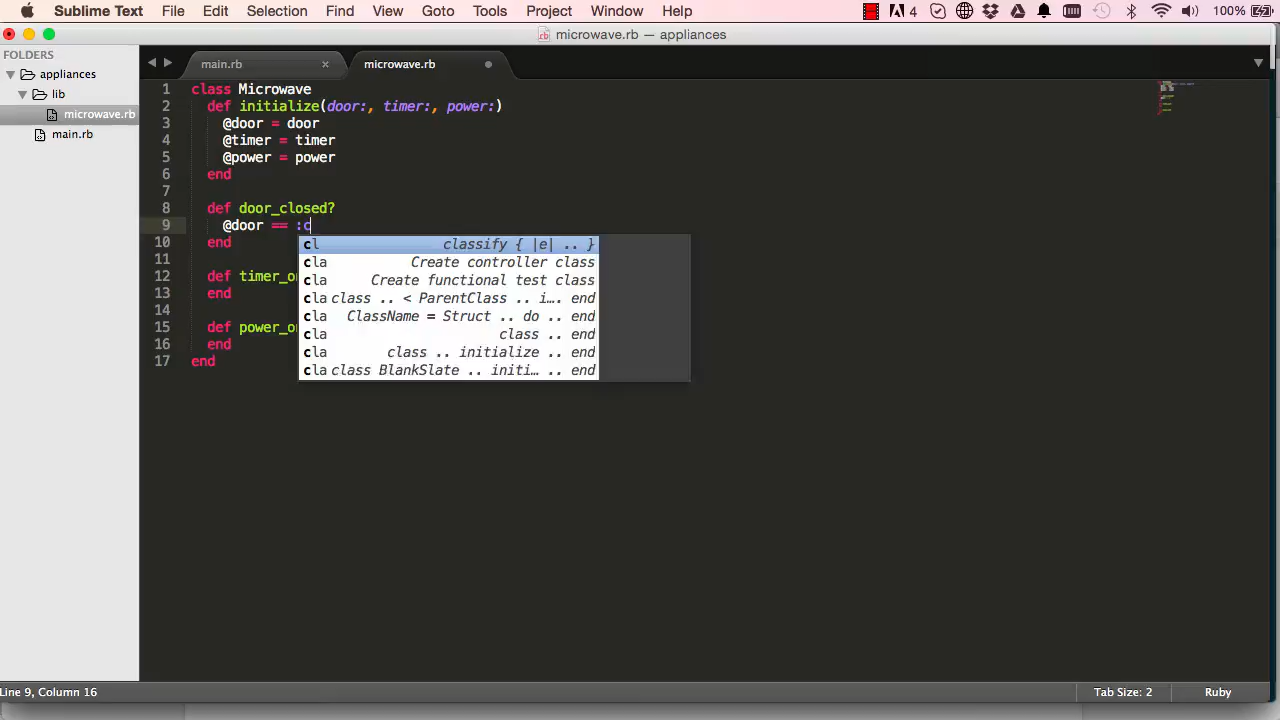 Sublime Text File Edit Selection Find View Goto Tools Project Window Help 4 100%
microwave.rb — appliances
FOLDERS
appliances
lib
microwave.rb
main.rb
main.rb × microwave.rb
1 class Microwave
2 def initialize(door:, timer:, power:)
3 @door = door
4 @timer = timer
5 @power = power
6 end
7
8 def door_closed?
9 @door == :c
10 end
11
12 def timer_o
13 end
14
15 def power_o
16 end
17 end
cl classify { |e| .. }
cla Create controller class
cla Create functional test class
cla class .. < ParentClass .. i… end
cla ClassName = Struct .. do .. end
cla class .. end
cla class .. initialize .. end
cla class BlankSlate .. initi… .. end
Line 9, Column 16 Tab Size: 2 Ruby